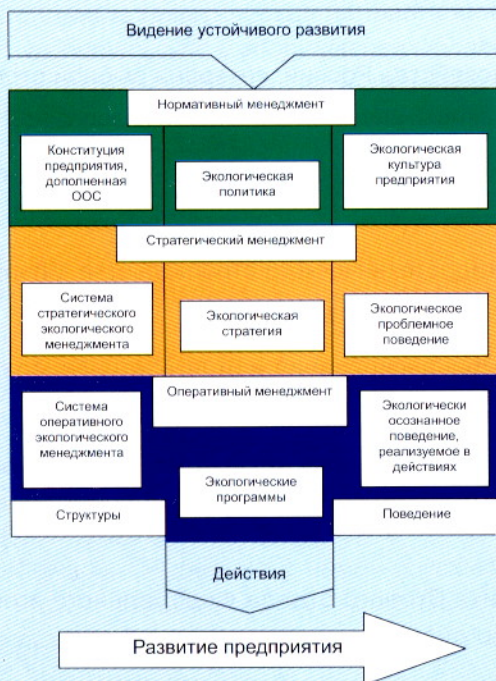 Видение устойчивого развития
Нормативный менеджмент
Конституция
предприятия,
дополненная
ООС
Экологическая
политика
Экологическая
культура
предприятия
Стратегический менеджмент
Система
стратегического
экологического
менеджмента
Экологическая
стратегия
Экологическое
проблемное
поведение
Оперативный менеджмент
Система
оперативного
экологического
менеджмента
Экологические
программы
Экологически
осознанное
поведение,
реализуемое в
действиях
Структуры
Поведение
Действия
Развитие предприятия